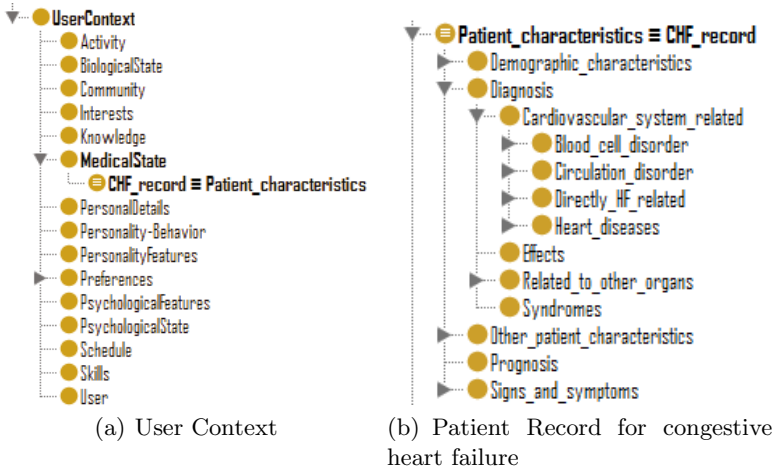 UserContext
Activity
BiologicalState
Community
Interests
Knowledge
MedicalState
CHF_record ≡ Patient_characteristics
PersonalDetails
Personality-Behavior
PersonalityFeatures
Preferences
PsychologicalFeatures
PsychologicalState
Schedule
Skills
User
(a) User Context
Patient_characteristics ≡ CHF_record
Demographic_characteristics
Diagnosis
Cardiovascular_system_related
Blood_cell_disorder
Circulation_disorder
Directly_HF_related
Heart_diseases
Effects
Related_to_other_organs
Syndromes
Other_patient_characteristics
Prognosis
Signs_and_symptoms
(b) Patient Record for congestive
heart failure